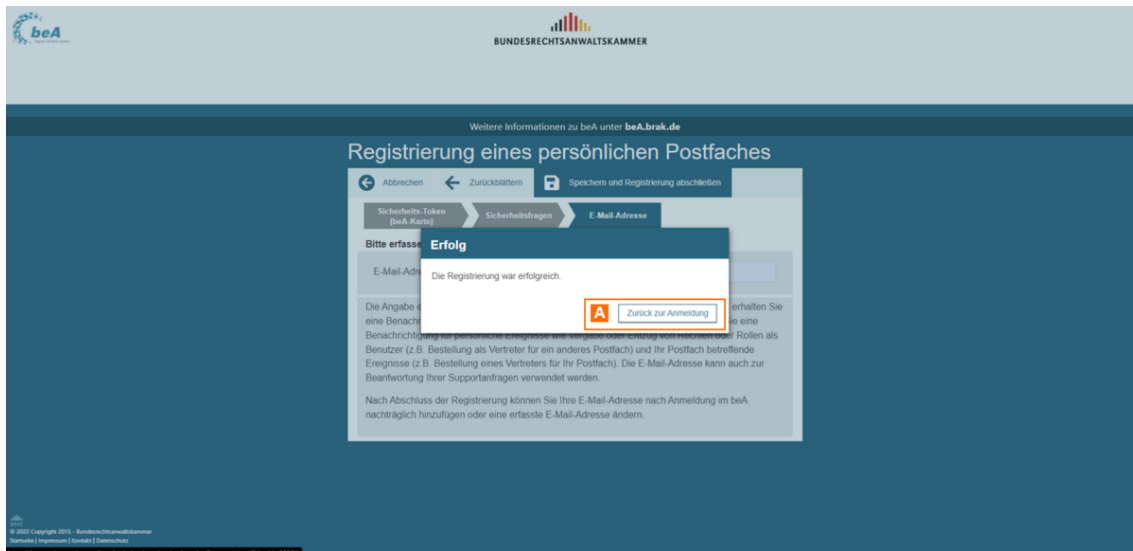 beA
BUNDESRECHTSANWALTSKAMMER
Weitere Informationen zu beA unter beA.brak.de
Registrierung eines persönlichen Postfaches
Abbrechen Zurückblättern Speichern und Registrierung abschließen
Sicherheits-Token
(beA-Karte)
Sicherheitsfragen
E-Mail-Adresse
Bitte erfasse
Erfolg
E-Mail-Adre
Die Registrierung war erfolgreich.
A Zurück zur Anmeldung
Die Angabe e erhalten Sie
eine Benachr Sie eine
Benachrichtigung für persönliche Ereignisse wie Vergabe oder Entzug von Rechten oder Rollen als
Benutzer (z.B. Bestellung als Vertreter für ein anderes Postfach) und Ihr Postfach betreffende
Ereignisse (z.B. Bestellung eines Vertreters für Ihr Postfach). Die E-Mail-Adresse kann auch zur
Beantwortung Ihrer Supportanfragen verwendet werden.
Nach Abschluss der Registrierung können Sie Ihre E-Mail-Adresse nach Anmeldung im beA
nachträglich hinzufügen oder eine erfasste E-Mail-Adresse ändern.
BRAK
© 2022 Copyright 2015 - Bundesrechtsanwaltskammer
Startseite | Impressum | Kontakt | Datenschutz